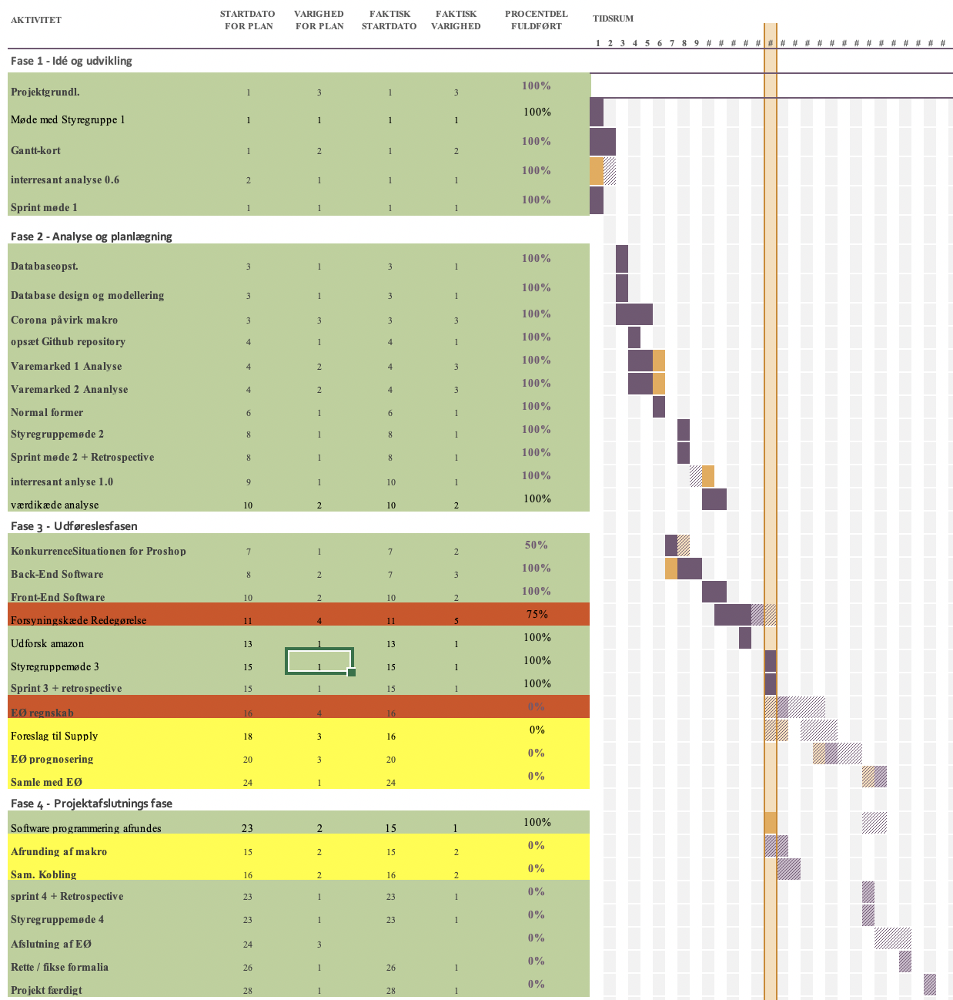 AKTIVITET STARTDATO FOR PLAN VARIGHED FOR PLAN FAKTISK STARTDATO FAKTISK VARIGHED PROCENTDEL FULDFØRT TIDSRUM
1 2 3 4 5 6 7 8 9 # # # # # # # # # # # # # # # # # # # #
Fase 1 - Idé og udvikling
Projektgrundl. 1 3 1 3 100%
Møde med Styregruppe 1 1 1 1 1 100%
Gantt-kort 1 2 1 2 100%
interresant analyse 0.6 2 1 1 1 100%
Sprint møde 1 1 1 1 1 100%
Fase 2 - Analyse og planlægning
Databaseopst. 3 1 3 1 100%
Database design og modellering 3 1 3 1 100%
Corona påvirk makro 3 3 3 3 100%
opsæt Github repository 4 1 4 1 100%
Varemarked 1 Analyse 4 2 4 3 100%
Varemarked 2 Ananlyse 4 2 4 3 100%
Normal former 6 1 6 1 100%
Styregruppemøde 2 8 1 8 1 100%
Sprint møde 2 + Retrospective 8 1 8 1 100%
interresant anlyse 1.0 9 1 10 1 100%
værdikæde analyse 10 2 10 2 100%
Fase 3 - Udføreslesfasen
KonkurrenceSituationen for Proshop 7 1 7 2 50%
Back-End Software 8 2 7 3 100%
Front-End Software 10 2 10 2 100%
Forsyningskæde Redegørelse 11 4 11 5 75%
Udforsk amazon 13 1 13 1 100%
Styregruppemøde 3 15 1 15 1 100%
Sprint 3 + retrospective 15 1 15 1 100%
EØ regnskab 16 4 16 0%
Foreslag til Supply 18 3 16 0%
EØ prognosering 20 3 20 0%
Samle med EØ 24 1 24 0%
Fase 4 - Projektafslutnings fase
Software programmering afrundes 23 2 15 1 100%
Afrunding af makro 15 2 15 2 0%
Sam. Kobling 16 2 16 2 0%
sprint 4 + Retrospective 23 1 23 1 0%
Styregruppemøde 4 23 1 23 1 0%
Afslutning af EØ 24 3 0%
Rette / fikse formalia 26 1 26 1 0%
Projekt færdigt 28 1 28 1 0%